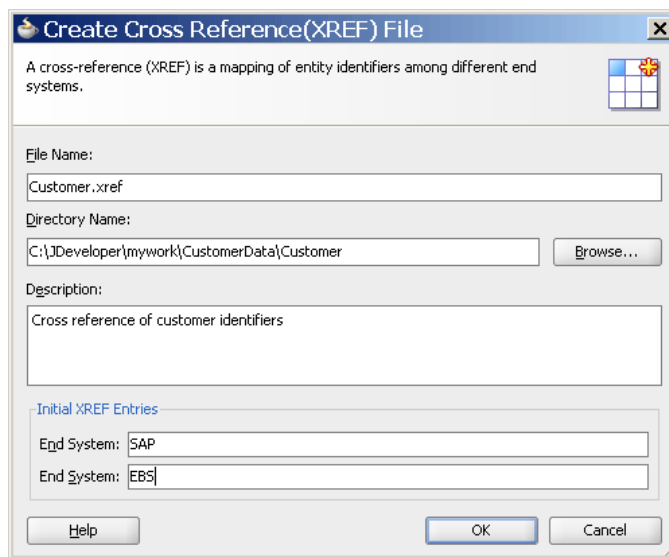 Create Cross Reference(XREF) File
A cross-reference (XREF) is a mapping of entity identifiers among different end
systems.
File Name:
Customer.xref
Directory Name:
C:\JDeveloper\mywork\CustomerData\Customer
Browse...
Description:
Cross reference of customer identifiers
Initial XREF Entries
End System: SAP
End System: EBS
Help
OK
Cancel